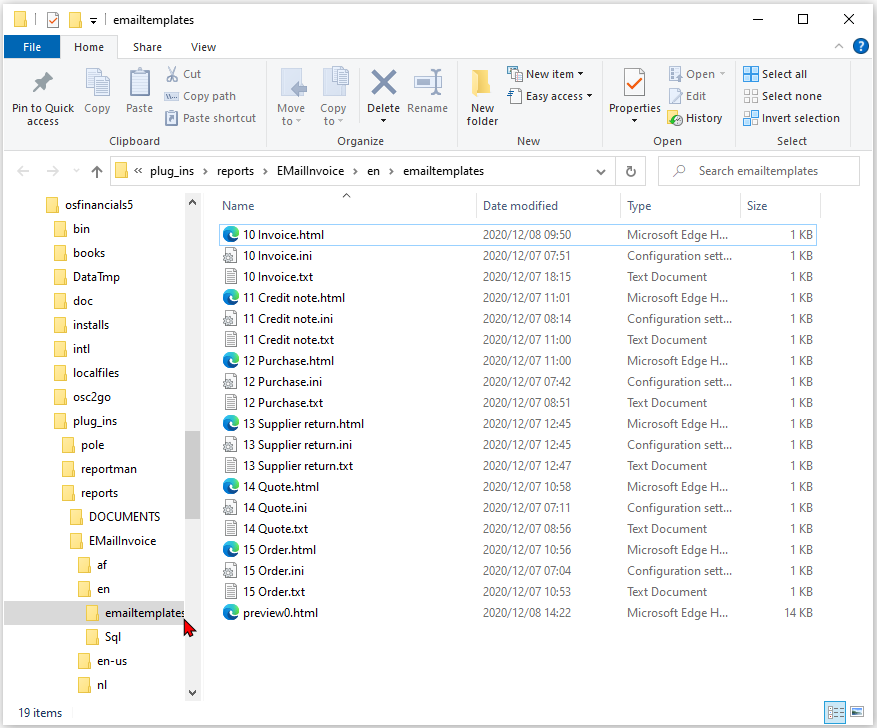 emailtemplates
File Home Share View
Pin to Quick access
Copy
Paste
Cut
Copy path
Paste shortcut
Clipboard
Move to
Copy to
Delete
Rename
Organize
New folder
New item
Easy access
New
Properties
Open
Edit
History
Open
Select all
Select none
Invert selection
Select
« plug_ins › reports › EMailInvoice › en › emailtemplates
Search emailtemplates
osfinancials5
bin
books
DataTmp
doc
installs
intl
localfiles
osc2go
plug_ins
pole
reportman
reports
DOCUMENTS
EMailInvoice
af
en
emailtemplates
Sql
en-us
nl
Name Date modified Type Size
10 Invoice.html 2020/12/08 09:50 Microsoft Edge H... 1 KB
10 Invoice.ini 2020/12/07 07:51 Configuration sett... 1 KB
10 Invoice.txt 2020/12/07 18:15 Text Document 1 KB
11 Credit note.html 2020/12/07 11:01 Microsoft Edge H... 1 KB
11 Credit note.ini 2020/12/07 08:14 Configuration sett... 1 KB
11 Credit note.txt 2020/12/07 11:00 Text Document 1 KB
12 Purchase.html 2020/12/07 11:00 Microsoft Edge H... 1 KB
12 Purchase.ini 2020/12/07 07:42 Configuration sett... 1 KB
12 Purchase.txt 2020/12/07 08:51 Text Document 1 KB
13 Supplier return.html 2020/12/07 12:45 Microsoft Edge H... 1 KB
13 Supplier return.ini 2020/12/07 12:45 Configuration sett... 1 KB
13 Supplier return.txt 2020/12/07 12:47 Text Document 1 KB
14 Quote.html 2020/12/07 10:58 Microsoft Edge H... 1 KB
14 Quote.ini 2020/12/07 07:11 Configuration sett... 1 KB
14 Quote.txt 2020/12/07 08:56 Text Document 1 KB
15 Order.html 2020/12/07 10:56 Microsoft Edge H... 1 KB
15 Order.ini 2020/12/07 07:04 Configuration sett... 1 KB
15 Order.txt 2020/12/07 10:53 Text Document 1 KB
preview0.html 2020/12/08 14:22 Microsoft Edge H... 14 KB
19 items